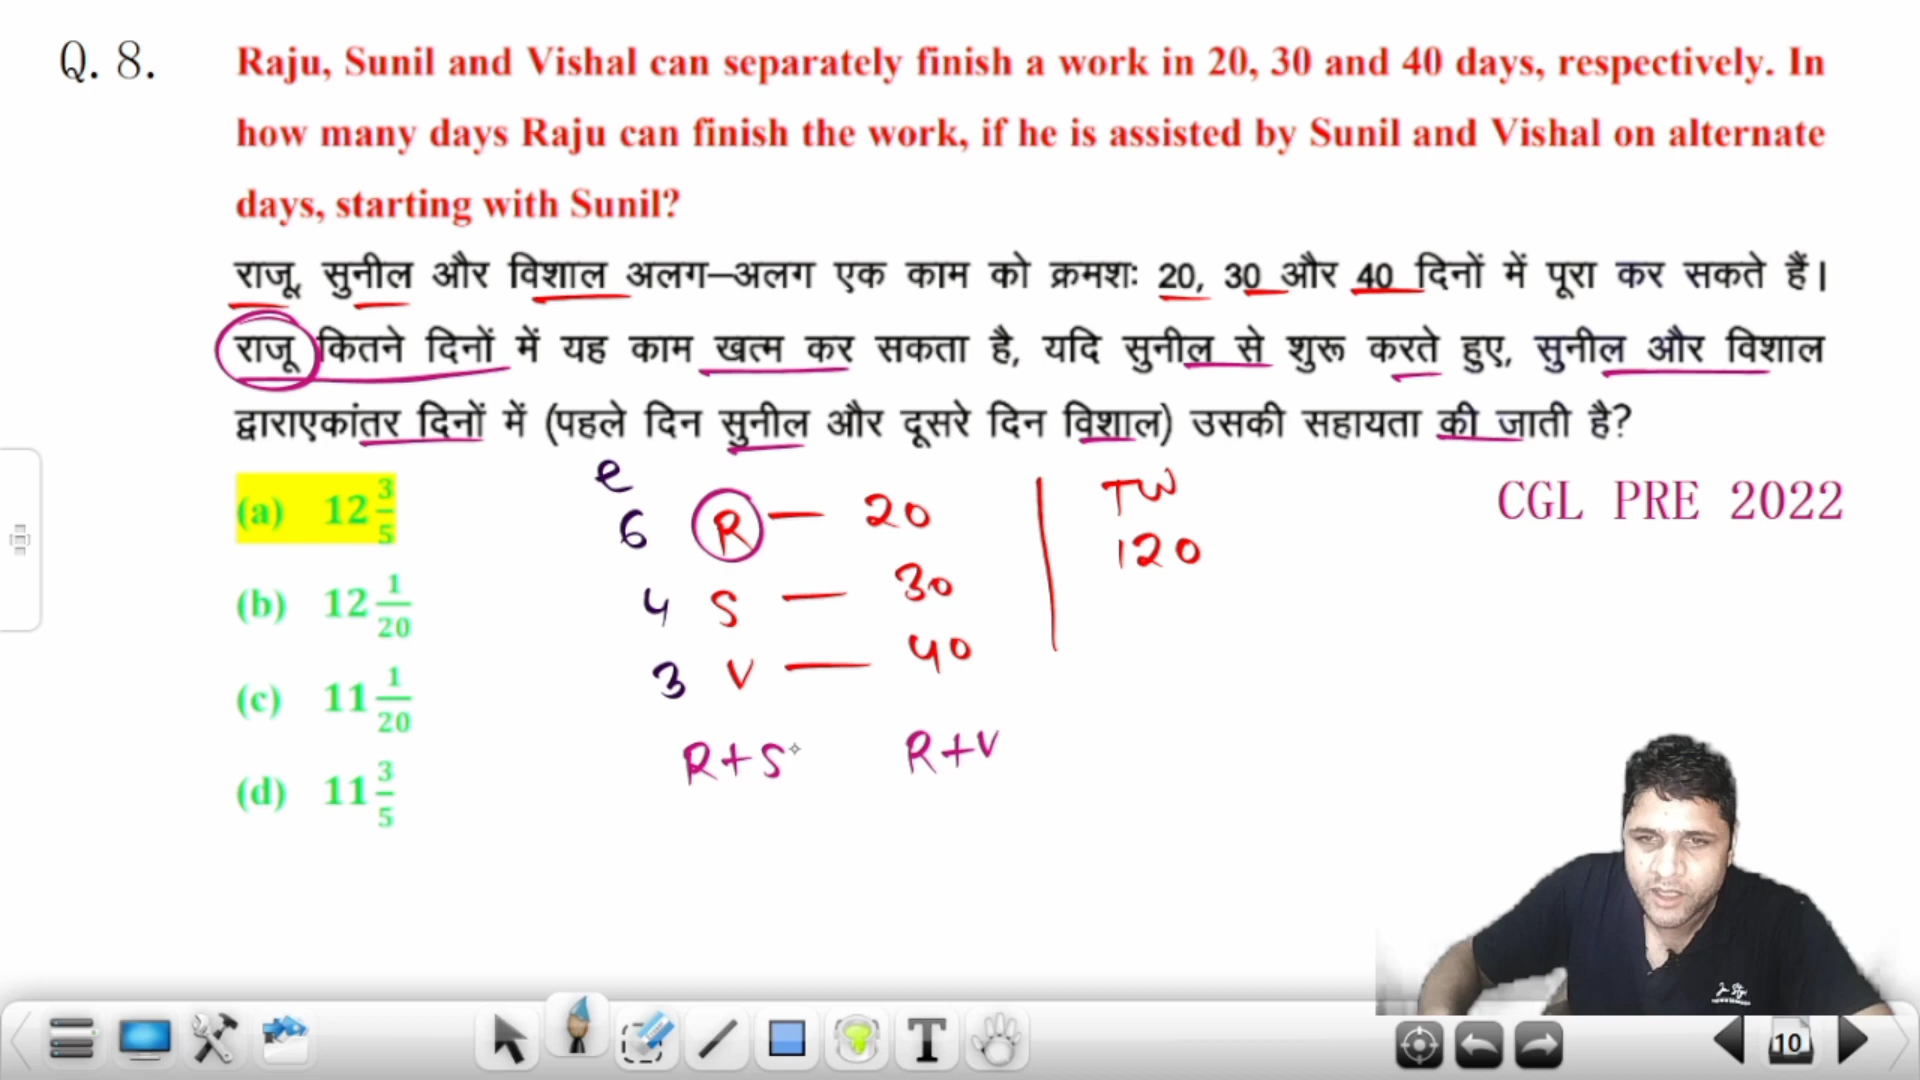 Q. 8.
Raju, Sunil and Vishal can separately finish a work in 20, 30 and 40 days, respectively. In
how many days Raju can finish the work, if he is assisted by Sunil and Vishal on alternate
days, starting with Sunil?
राजू, सुनील और विशाल अलग–अलग एक काम को क्रमशः 20, 30 और 40 दिनों में पूरा कर सकते हैं।
राजू कितने दिनों में यह काम खत्म कर सकता है, यदि सुनील से शुरू करते हुए, सुनील और विशाल
द्वाराएकांतर दिनों में (पहले दिन सुनील और दूसरे दिन विशाल) उसकी सहायता की जाती है?
(a) 12 3/5
(b) 12 1/20
(c) 11 1/20
(d) 11 3/5
e
6 R — 20
4 S — 30
3 V — 40
R+S R+V
TW
120
CGL PRE 2022
T
10